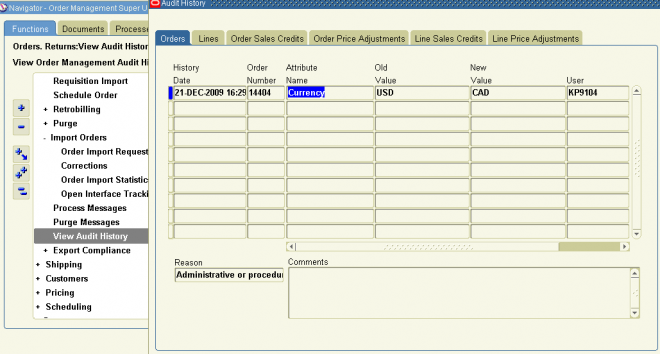 Navigator - Order Management Super U
Functions Documents Processe
Orders. Returns:View Audit Histor
View Order Management Audit Hi
Requisition Import
Schedule Order
+ Retrobilling
+ Purge
- Import Orders
Order Import Request
Corrections
Order Import Statistic
Open Interface Tracki
Process Messages
Purge Messages
View Audit History
+ Export Compliance
+ Shipping
+ Customers
+ Pricing
+ Scheduling
Audit History
Orders Lines Order Sales Credits Order Price Adjustments Line Sales Credits Line Price Adjustments
History Order Attribute Old New
Date Number Name Value Value User
21-DEC-2009 16:29 14404 Currency USD CAD KP9104
Reason Comments
Administrative or procedu